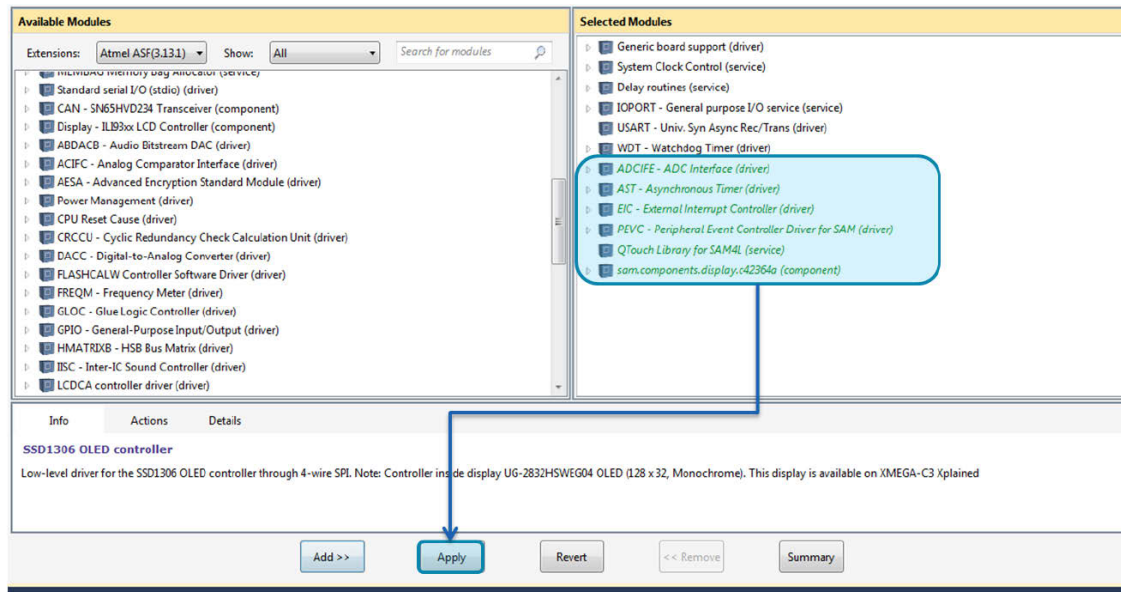 Available Modules
Extensions: Atmel ASF(3.13.1) Show: All Search for modules
MEMBAG Memory Bag Allocator (service)
Standard serial I/O (stdio) (driver)
CAN - SN65HVD234 Transceiver (component)
Display - ILI93xx LCD Controller (component)
ABDACB - Audio Bitstream DAC (driver)
ACIFC - Analog Comparator Interface (driver)
AESA - Advanced Encryption Standard Module (driver)
Power Management (driver)
CPU Reset Cause (driver)
CRCCU - Cyclic Redundancy Check Calculation Unit (driver)
DACC - Digital-to-Analog Converter (driver)
FLASHCALW Controller Software Driver (driver)
FREQM - Frequency Meter (driver)
GLOC - Glue Logic Controller (driver)
GPIO - General-Purpose Input/Output (driver)
HMATRIXB - HSB Bus Matrix (driver)
IISC - Inter-IC Sound Controller (driver)
LCDCA controller driver (driver)
Selected Modules
Generic board support (driver)
System Clock Control (service)
Delay routines (service)
IOPORT - General purpose I/O service (service)
USART - Univ. Syn Async Rec/Trans (driver)
WDT - Watchdog Timer (driver)
ADCIFE - ADC Interface (driver)
AST - Asynchronous Timer (driver)
EIC - External Interrupt Controller (driver)
PEVC - Peripheral Event Controller Driver for SAM (driver)
QTouch Library for SAM4L (service)
sam.components.display.c42364a (component)
Info Actions Details
SSD1306 OLED controller
Low-level driver for the SSD1306 OLED controller through 4-wire SPI. Note: Controller inside display UG-2832HSWEG04 OLED (128 x 32, Monochrome). This display is available on XMEGA-C3 Xplained
Add >> Apply Revert << Remove Summary